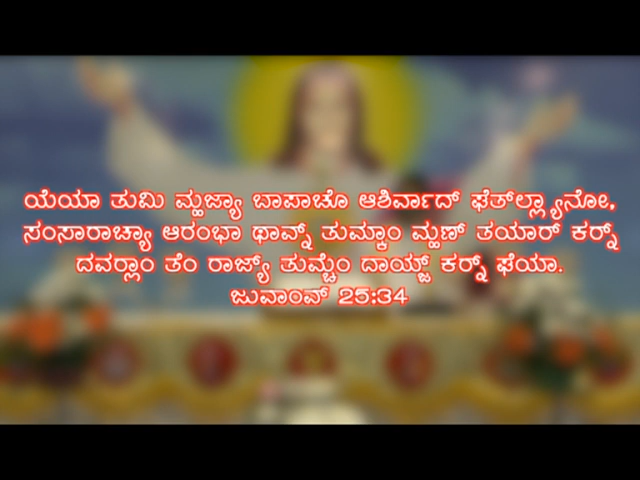 ಯೆಯಾ ತುಮಿ ಮ್ಹಜ್ಯಾ ಬಾಪಾಚೊ ಆಶಿರ್ವಾದ್ ಘೆತ್‌ಲ್ಲ್ಯಾನೋ,
ಸಂಸಾರಾಚ್ಯಾ ಆರಂಭಾ ಥಾವ್ನ್ ತುಮ್ಕಾಂ ಮ್ಹಣ್ ತಯಾರ್ ಕರ್‍ನ್
ದವರ್‍ಲಾಂ ತೆಂ ರಾಜ್ಯ್ ತುಮ್ಚೆಂ ದಾಯ್ಜ್ ಕರ್‍ನ್ ಘೆಯಾ.
ಜುವಾಂವ್ 25:34